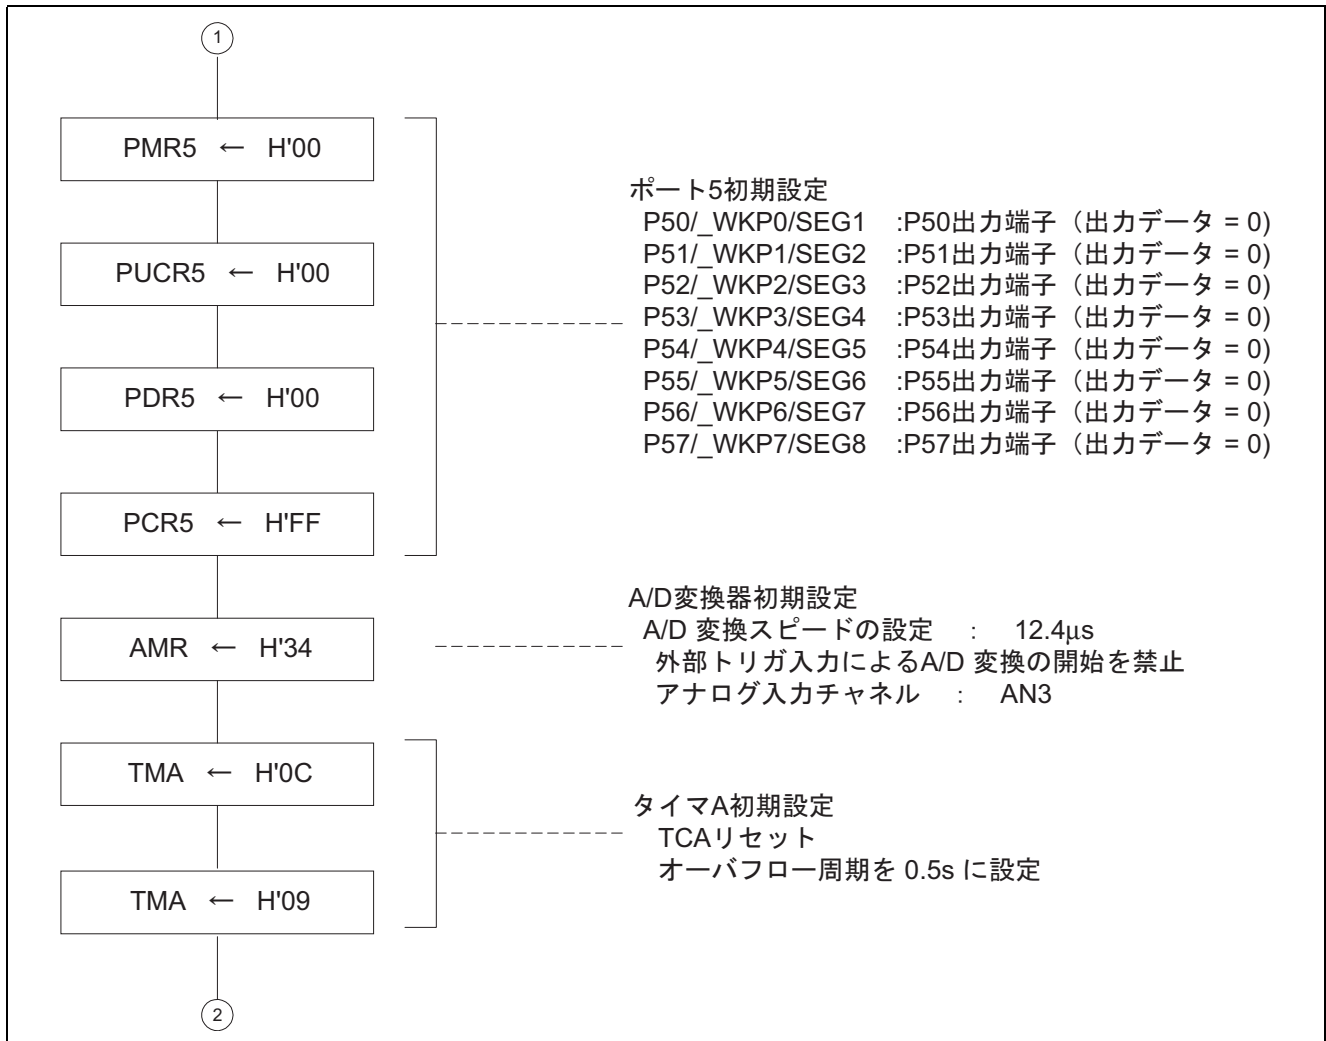 1
PMR5 ← H'00
PUCR5 ← H'00
PDR5 ← H'00
PCR5 ← H'FF
ポート5初期設定
P50/_WKP0/SEG1 :P50出力端子（出力データ = 0)
P51/_WKP1/SEG2 :P51出力端子（出力データ = 0)
P52/_WKP2/SEG3 :P52出力端子（出力データ = 0)
P53/_WKP3/SEG4 :P53出力端子（出力データ = 0)
P54/_WKP4/SEG5 :P54出力端子（出力データ = 0)
P55/_WKP5/SEG6 :P55出力端子（出力データ = 0)
P56/_WKP6/SEG7 :P56出力端子（出力データ = 0)
P57/_WKP7/SEG8 :P57出力端子（出力データ = 0)
AMR ← H'34
A/D変換器初期設定
A/D 変換スピードの設定 : 12.4μs
外部トリガ入力によるA/D 変換の開始を禁止
アナログ入力チャネル : AN3
TMA ← H'0C
TMA ← H'09
タイマA初期設定
TCAリセット
オーバフロー周期を 0.5s に設定
2